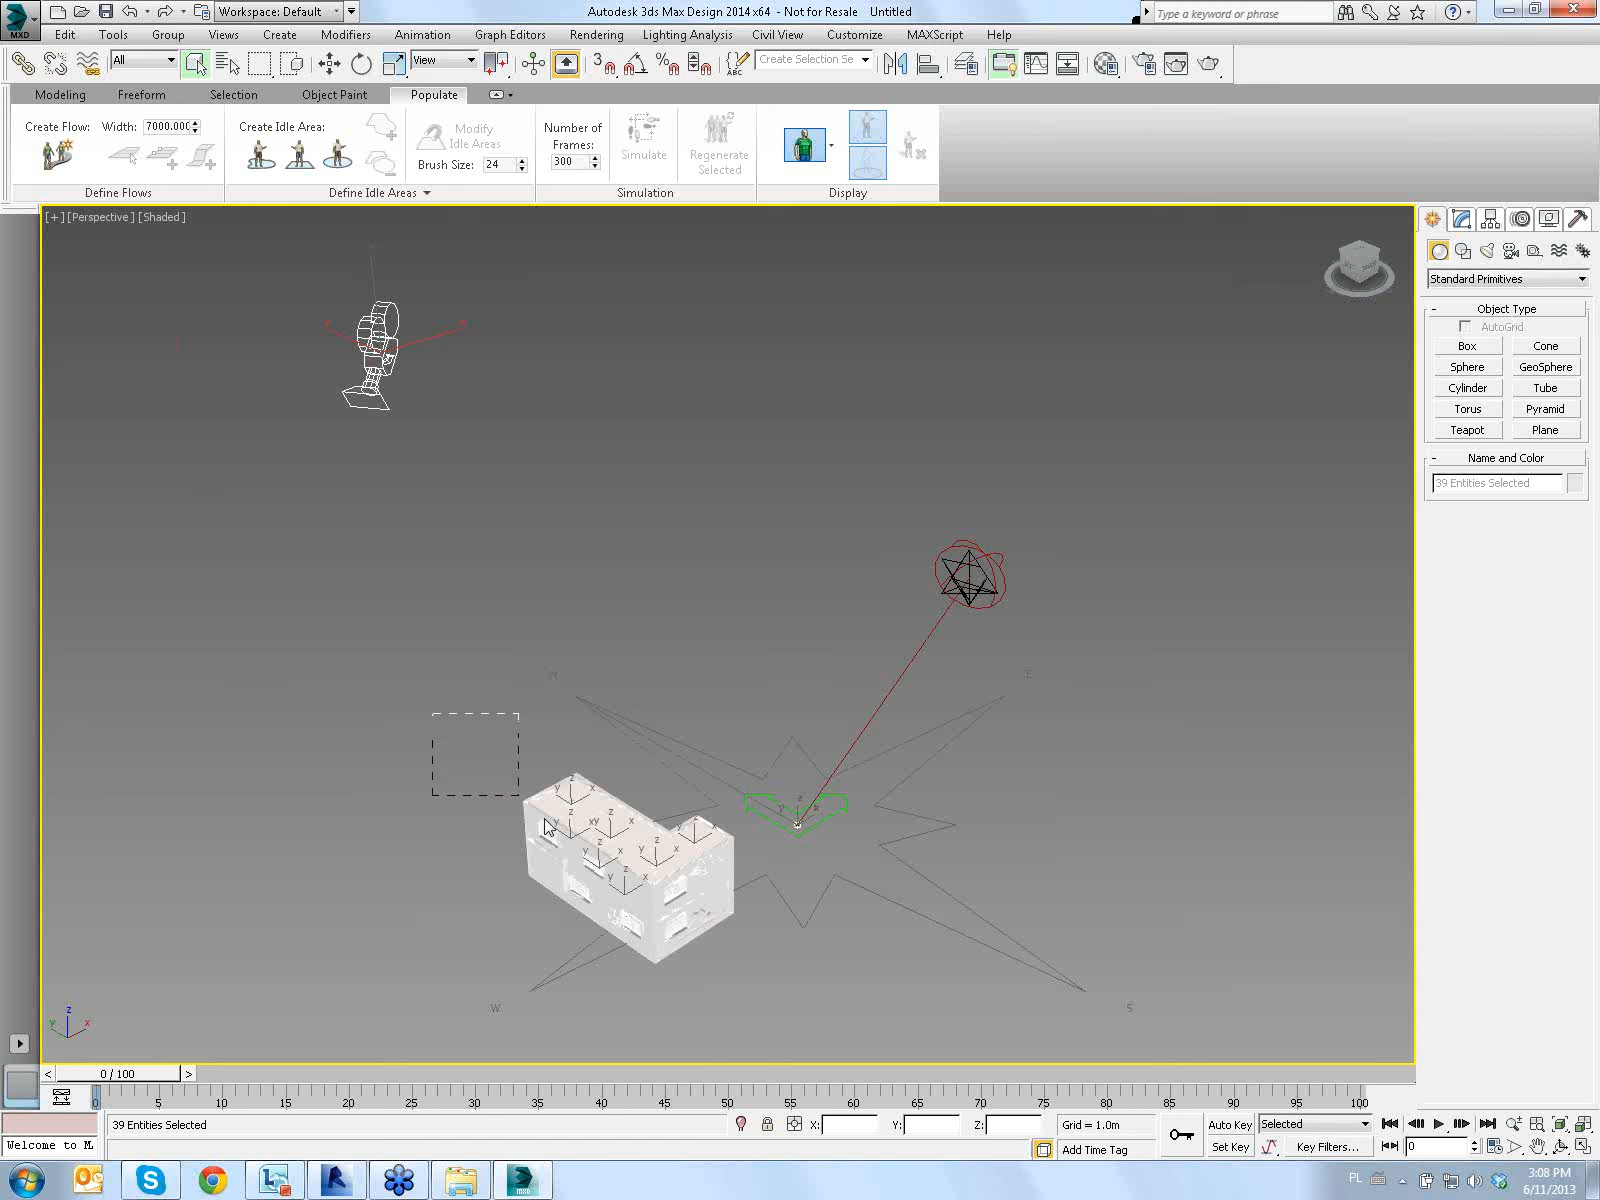 MXD
Workspace: Default
Autodesk 3ds Max Design 2014 x64 - Not for Resale Untitled
Type a keyword or phrase
Edit Tools Group Views Create Modifiers Animation Graph Editors Rendering Lighting Analysis Civil View Customize MAXScript Help
All
View
3
ABC
Create Selection Se
Modeling Freeform Selection Object Paint Populate
Create Flow: Width: 7000.000
Create Idle Area:
Modify
Idle Areas
Brush Size: 24
Number of
Frames:
300
Simulate
Regenerate
Selected
Define Flows
Define Idle Areas
Simulation
Display
[+] [Perspective ] [Shaded ]
Standard Primitives
- Object Type
AutoGrid
Box Cone
Sphere GeoSphere
Cylinder Tube
Torus Pyramid
Teapot Plane
- Name and Color
39 Entities Selected
W
S
z
y x
< 0 / 100 >
0 5 10 15 20 25 30 35 40 45 50 55 60 65 70 75 80 85 90 95 100
39 Entities Selected
X: Y: Z:
Grid = 1.0m
Auto Key Selected
Welcome to M
Add Time Tag
Set Key Key Filters...
0
PL
3:08 PM
6/11/2013